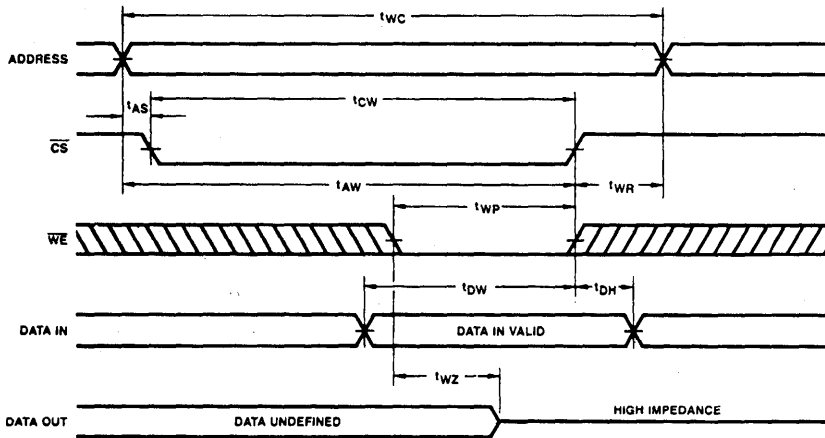 tWC
ADDRESS
tAS
tCW
CS
tAW
tWR
tWP
WE
tDW
tDH
DATA IN
DATA IN VALID
tWZ
DATA OUT
DATA UNDEFINED
HIGH IMPEDANCE